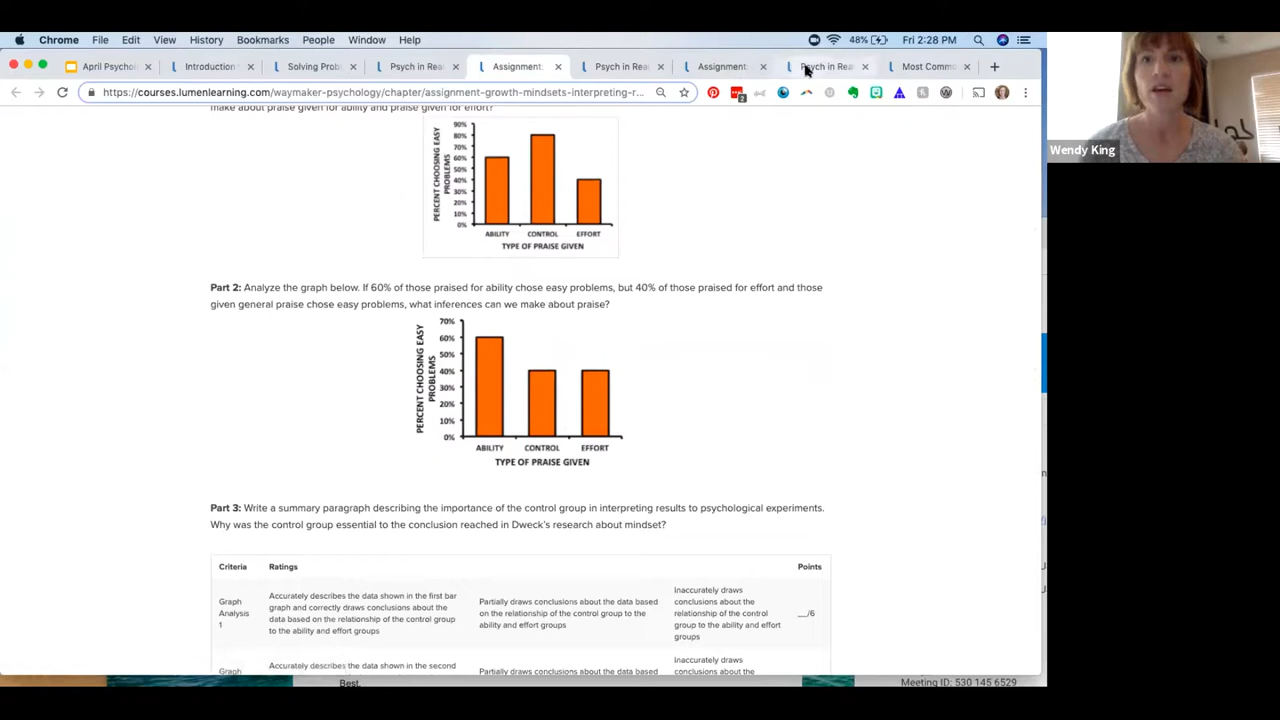 Chrome File Edit View History Bookmarks People Window Help 48% Fri 2:28 PM
April Psychol Introduction Solving Prob Psych in Rea Assignment: Psych in Rea Assignment: Psych in Rea Most Commo
https://courses.lumenlearning.com/waymaker-psychology/chapter/assignment-growth-mindsets-interpreting-r...
2
make about praise given for ability and praise given for effort?
PERCENT CHOOSING EASY
PROBLEMS
90%
80%
70%
60%
50%
40%
30%
20%
10%
0%
ABILITY CONTROL EFFORT
TYPE OF PRAISE GIVEN
Part 2: Analyze the graph below. If 60% of those praised for ability chose easy problems, but 40% of those praised for effort and those
given general praise chose easy problems, what inferences can we make about praise?
PERCENT CHOOSING EASY
PROBLEMS
70%
60%
50%
40%
30%
20%
10%
0%
ABILITY CONTROL EFFORT
TYPE OF PRAISE GIVEN
Part 3: Write a summary paragraph describing the importance of the control group in interpreting results to psychological experiments.
Why was the control group essential to the conclusion reached in Dweck's research about mindset?
Criteria Ratings Points
Graph
Analysis
1
Accurately describes the data shown in the first bar
graph and correctly draws conclusions about the
data based on the relationship of the control group
to the ability and effort groups
Partially draws conclusions about the data based
on the relationship of the control group to the
ability and effort groups
Inaccurately draws
conclusions about the
relationship of the control
group to the ability and effort
groups
__/6
Graph
Accurately describes the data shown in the second
Partially draws conclusions about the data based
Inaccurately draws
conclusions about the
Best,
Meeting ID: 530 145 6529
Wendy King